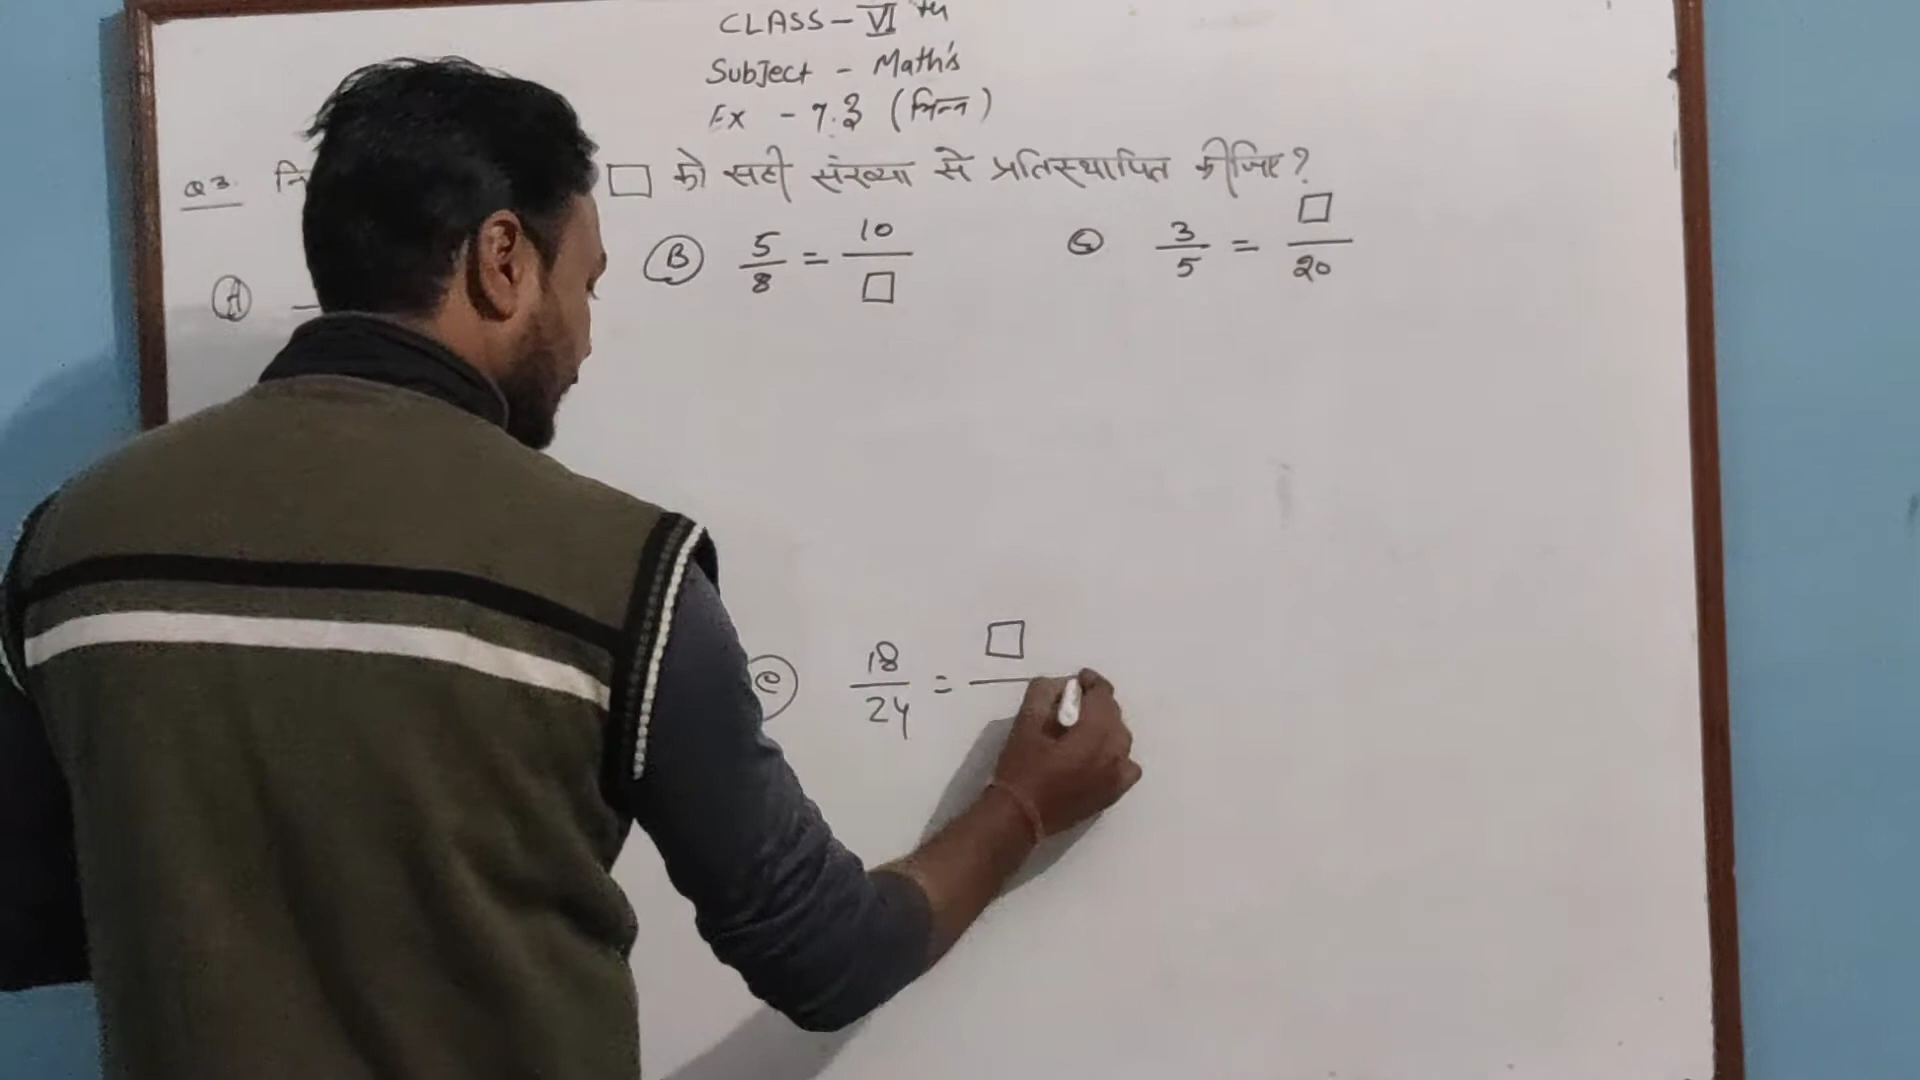 CLASS - VI th
Subject - Math's
Ex - 7.3 (भिन्न)
Q3. नि □ को सही संख्या से प्रतिस्थापित कीजिए?
(A) (B) 5/8 = 10/□ (C) 3/5 = □/20
(e) 18/24 = □/